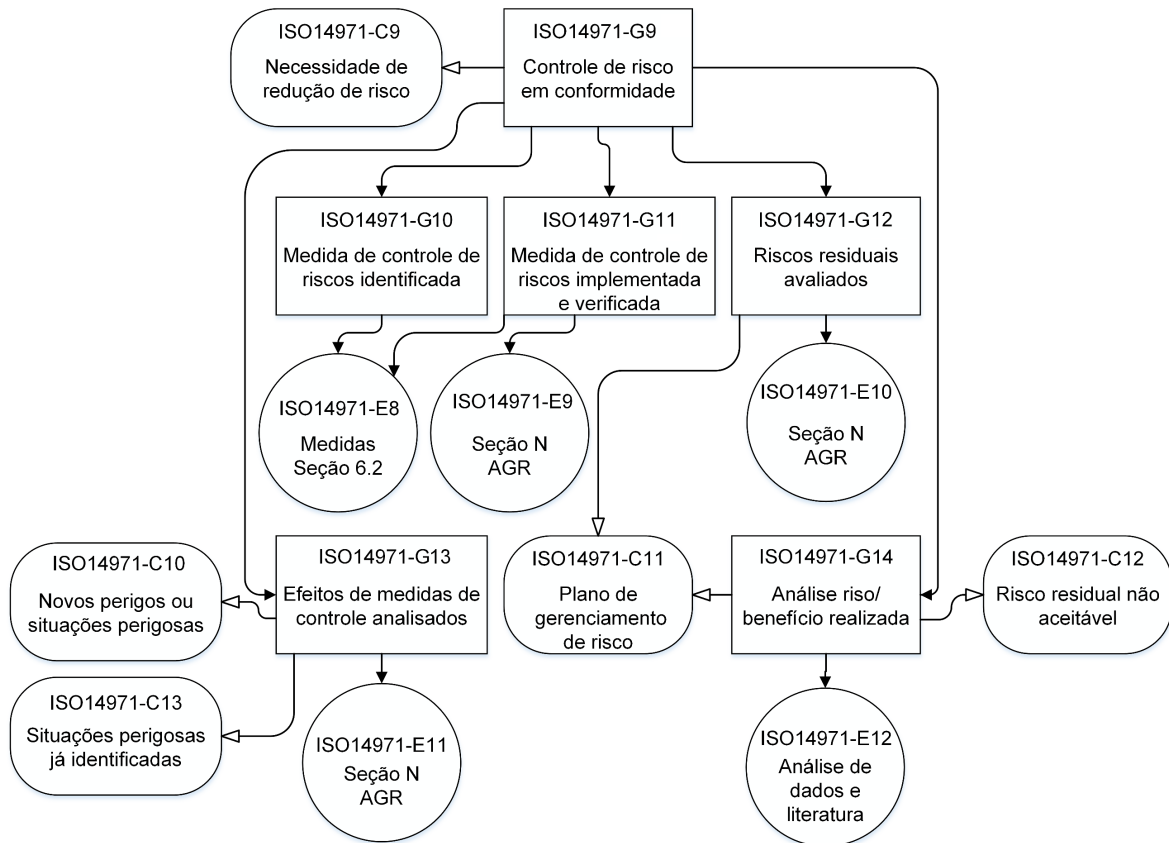 ISO14971-C9
Necessidade de
redução de risco
ISO14971-G9
Controle de risco
em conformidade
ISO14971-G10
Medida de controle de
riscos identificada
ISO14971-G11
Medida de controle de
riscos implementada
e verificada
ISO14971-G12
Riscos residuais
avaliados
ISO14971-E8
Medidas
Seção 6.2
ISO14971-E9
Seção N
AGR
ISO14971-E10
Seção N
AGR
ISO14971-C10
Novos perigos ou
situações perigosas
ISO14971-G13
Efeitos de medidas de
controle analisados
ISO14971-C11
Plano de
gerenciamento
de risco
ISO14971-G14
Análise riso/
benefício realizada
ISO14971-C12
Risco residual não
aceitável
ISO14971-C13
Situações perigosas
já identificadas
ISO14971-E11
Seção N
AGR
ISO14971-E12
Análise de
dados e
literatura